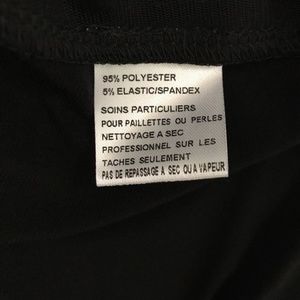 95% POLYESTER
5% ELASTIC/SPANDEX
SOINS PARTICULIERS
POUR PAILLETTES OU PERLES
NETTOYAGE A SEC
PROFESSIONNEL SUR LES
TACHES SEULEMENT
PAS DE REPASSAGE A SEC OU A VAPEUR